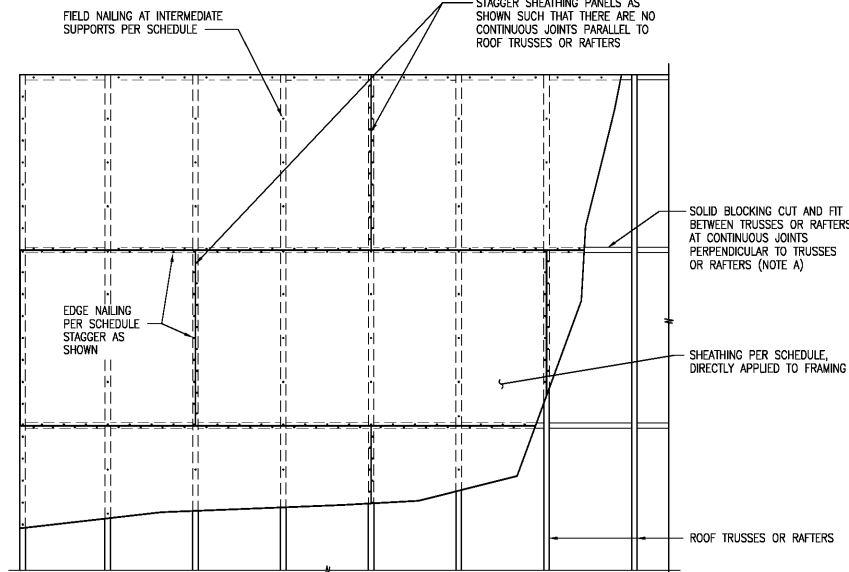 FIELD NAILING AT INTERMEDIATE
SUPPORTS PER SCHEDULE
STAGGER SHEATHING PANELS AS
SHOWN SUCH THAT THERE ARE NO
CONTINUOUS JOINTS PARALLEL TO
ROOF TRUSSES OR RAFTERS
SOLID BLOCKING CUT AND FIT
BETWEEN TRUSSES OR RAFTERS
AT CONTINUOUS JOINTS
PERPENDICULAR TO TRUSSES
OR RAFTERS (NOTE A)
EDGE NAILING
PER SCHEDULE
STAGGER AS
SHOWN
SHEATHING PER SCHEDULE,
DIRECTLY APPLIED TO FRAMING
ROOF TRUSSES OR RAFTERS